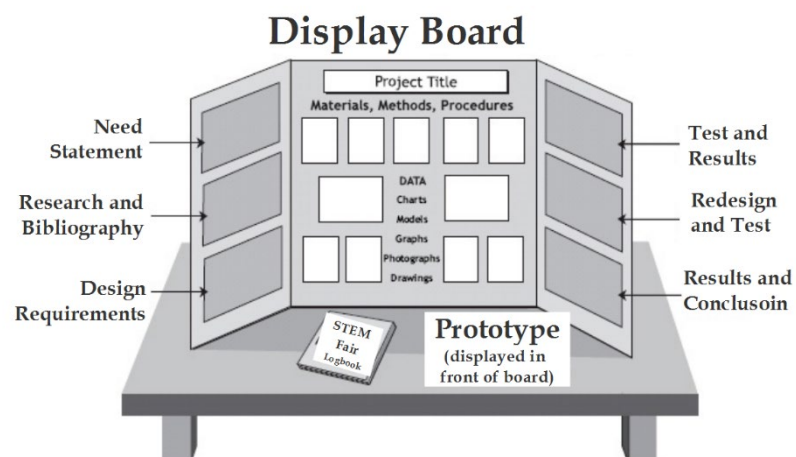 Display Board
Project Title
Materials, Methods, Procedures
Need
Statement
Research and
Bibliography
Design
Requirements
DATA
Charts
Models
Graphs
Photographs
Drawings
Test and
Results
Redesign
and Test
Results and
Conclusoin
STEM
Fair
Logbook
Prototype
(displayed in
front of board)